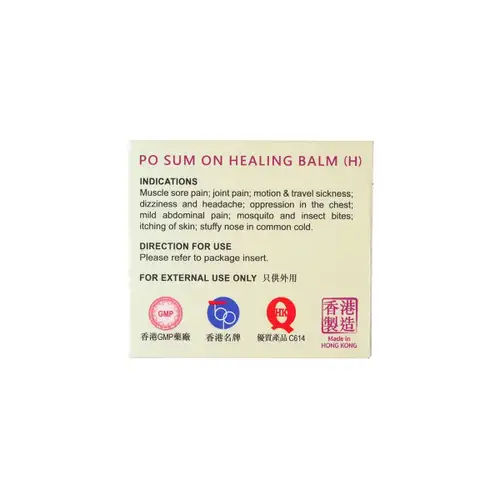 PO SUM ON HEALING BALM (H)
INDICATIONS
Muscle sore pain; joint pain; motion & travel sickness;
dizziness and headache; oppression in the chest;
mild abdominal pain; mosquito and insect bites;
itching of skin; stuffy nose in common cold.
DIRECTION FOR USE
Please refer to package insert.
FOR EXTERNAL USE ONLY 只供外用
GMP
bp
HK
香港
製造
Made in
HONG KONG
香港GMP藥廠
香港名牌
優質產品 C614